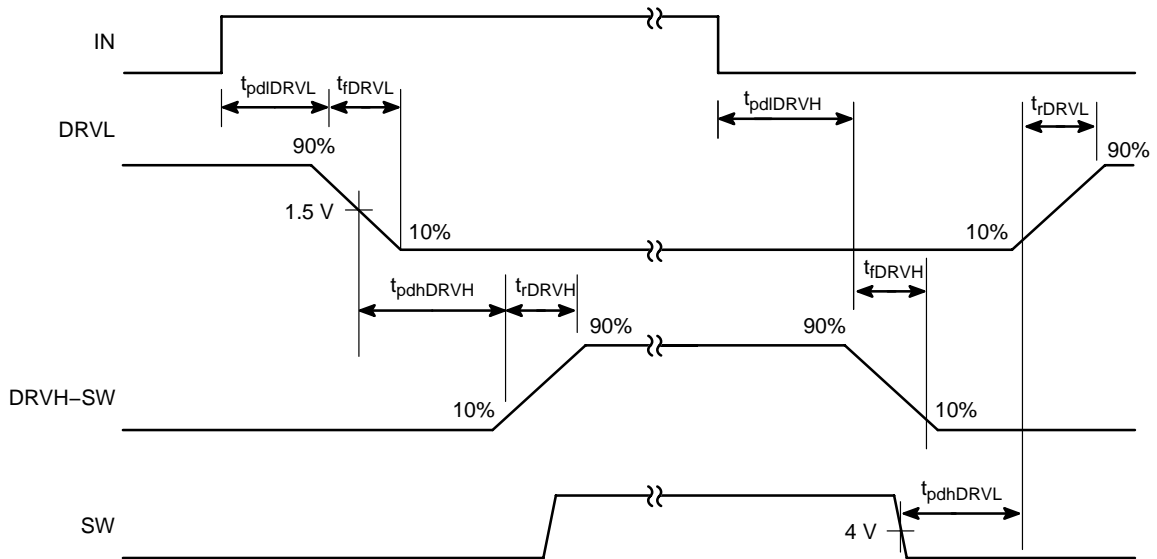 IN
tpdlDRVL
tfDRVL
tpdlDRVH
trDRVL
DRVL
90%
90%
1.5 V
10%
10%
tpdhDRVH
trDRVH
tfDRVH
90%
90%
DRVH−SW
10%
10%
tpdhDRVL
SW
4 V